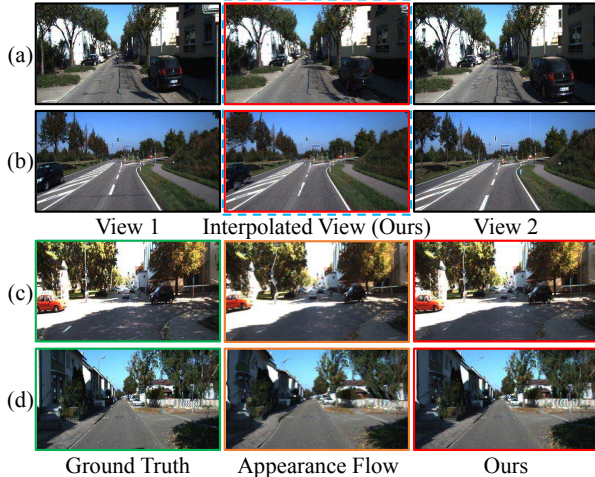 (a)
(b)
View 1 Interpolated View (Ours) View 2
(c)
(d)
Ground Truth Appearance Flow Ours